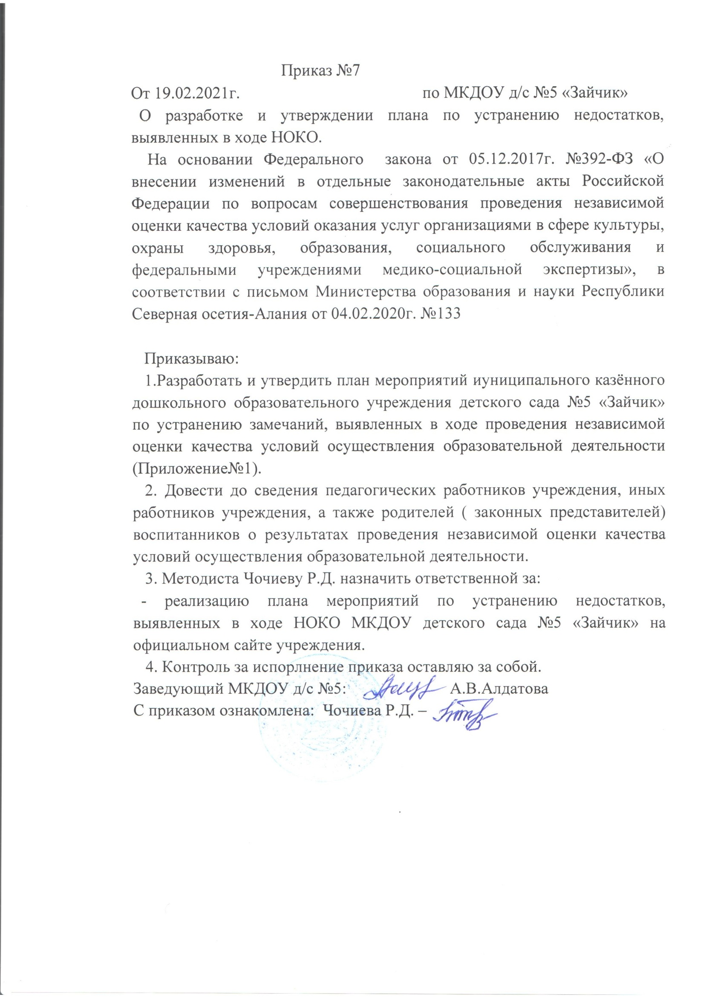 Приказ №7
От 19.02.2021г. по МКДОУ д/с №5 «Зайчик»
О разработке и утверждении плана по устранению недостатков,
выявленных в ходе НОКО.
На основании Федерального закона от 05.12.2017г. №392-ФЗ «О
внесении изменений в отдельные законодательные акты Российской
Федерации по вопросам совершенствования проведения независимой
оценки качества условий оказания услуг организациями в сфере культуры,
охраны здоровья, образования, социального обслуживания и
федеральными учреждениями медико-социальной экспертизы», в
соответствии с письмом Министерства образования и науки Республики
Северная осетия-Алания от 04.02.2020г. №133
Приказываю:
1.Разработать и утвердить план мероприятий иуниципального казённого
дошкольного образовательного учреждения детского сада №5 «Зайчик»
по устранению замечаний, выявленных в ходе проведения независимой
оценки качества условий осуществления образовательной деятельности
(Приложение№1).
2. Довести до сведения педагогических работников учреждения, иных
работников учреждения, а также родителей ( законных представителей)
воспитанников о результатах проведения независимой оценки качества
условий осуществления образовательной деятельности.
3. Методиста Чочиеву Р.Д. назначить ответственной за:
- реализацию плана мероприятий по устранению недостатков,
выявленных в ходе НОКО МКДОУ детского сада №5 «Зайчик» на
официальном сайте учреждения.
4. Контроль за испорлнение приказа оставляю за собой.
Заведующий МКДОУ д/с №5: А.В.Алдатова
С приказом ознакомлена: Чочиева Р.Д. –